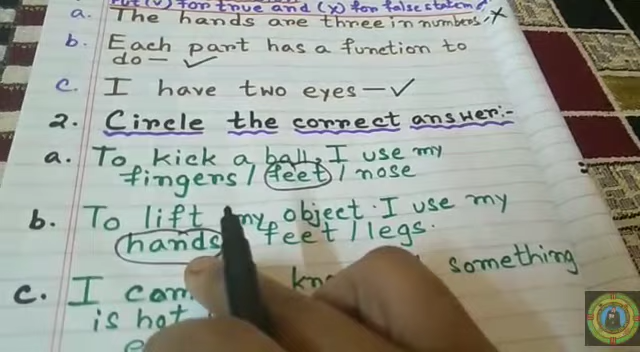 Put (✓) for true and (x) for false statem
a. The hands are three in numbers. X
b. Each part has a function to
do — ✓
c. I have two eyes — ✓
2. Circle the correct answer:-
a. To kick a ball, I use my
fingers / feet / nose
b. To lift my object. I use my
hands feet / legs.
c. I something
is hot